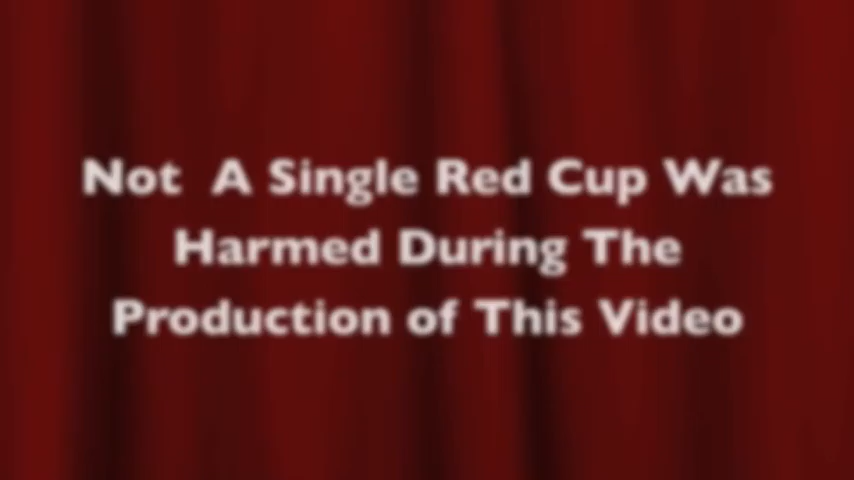 Not A Single Red Cup Was
Harmed During The
Production of This Video